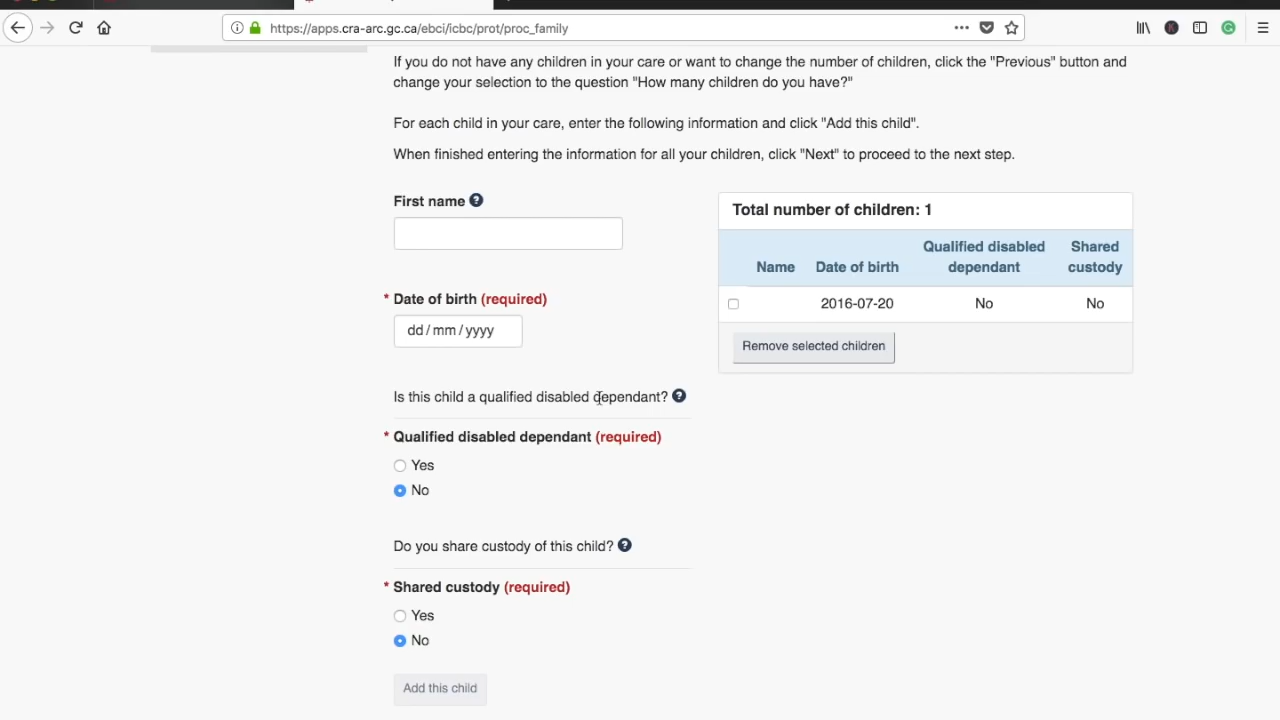 https://apps.cra-arc.gc.ca/ebci/icbc/prot/proc_family
If you do not have any children in your care or want to change the number of children, click the "Previous" button and
change your selection to the question "How many children do you have?"
For each child in your care, enter the following information and click "Add this child".
When finished entering the information for all your children, click "Next" to proceed to the next step.
First name ?
* Date of birth (required)
dd / mm / yyyy
Is this child a qualified disabled dependant? ?
* Qualified disabled dependant (required)
Yes
No
Do you share custody of this child? ?
* Shared custody (required)
Yes
No
Add this child
Total number of children: 1
Name Date of birth Qualified disabled dependant Shared custody
2016-07-20 No No
Remove selected children